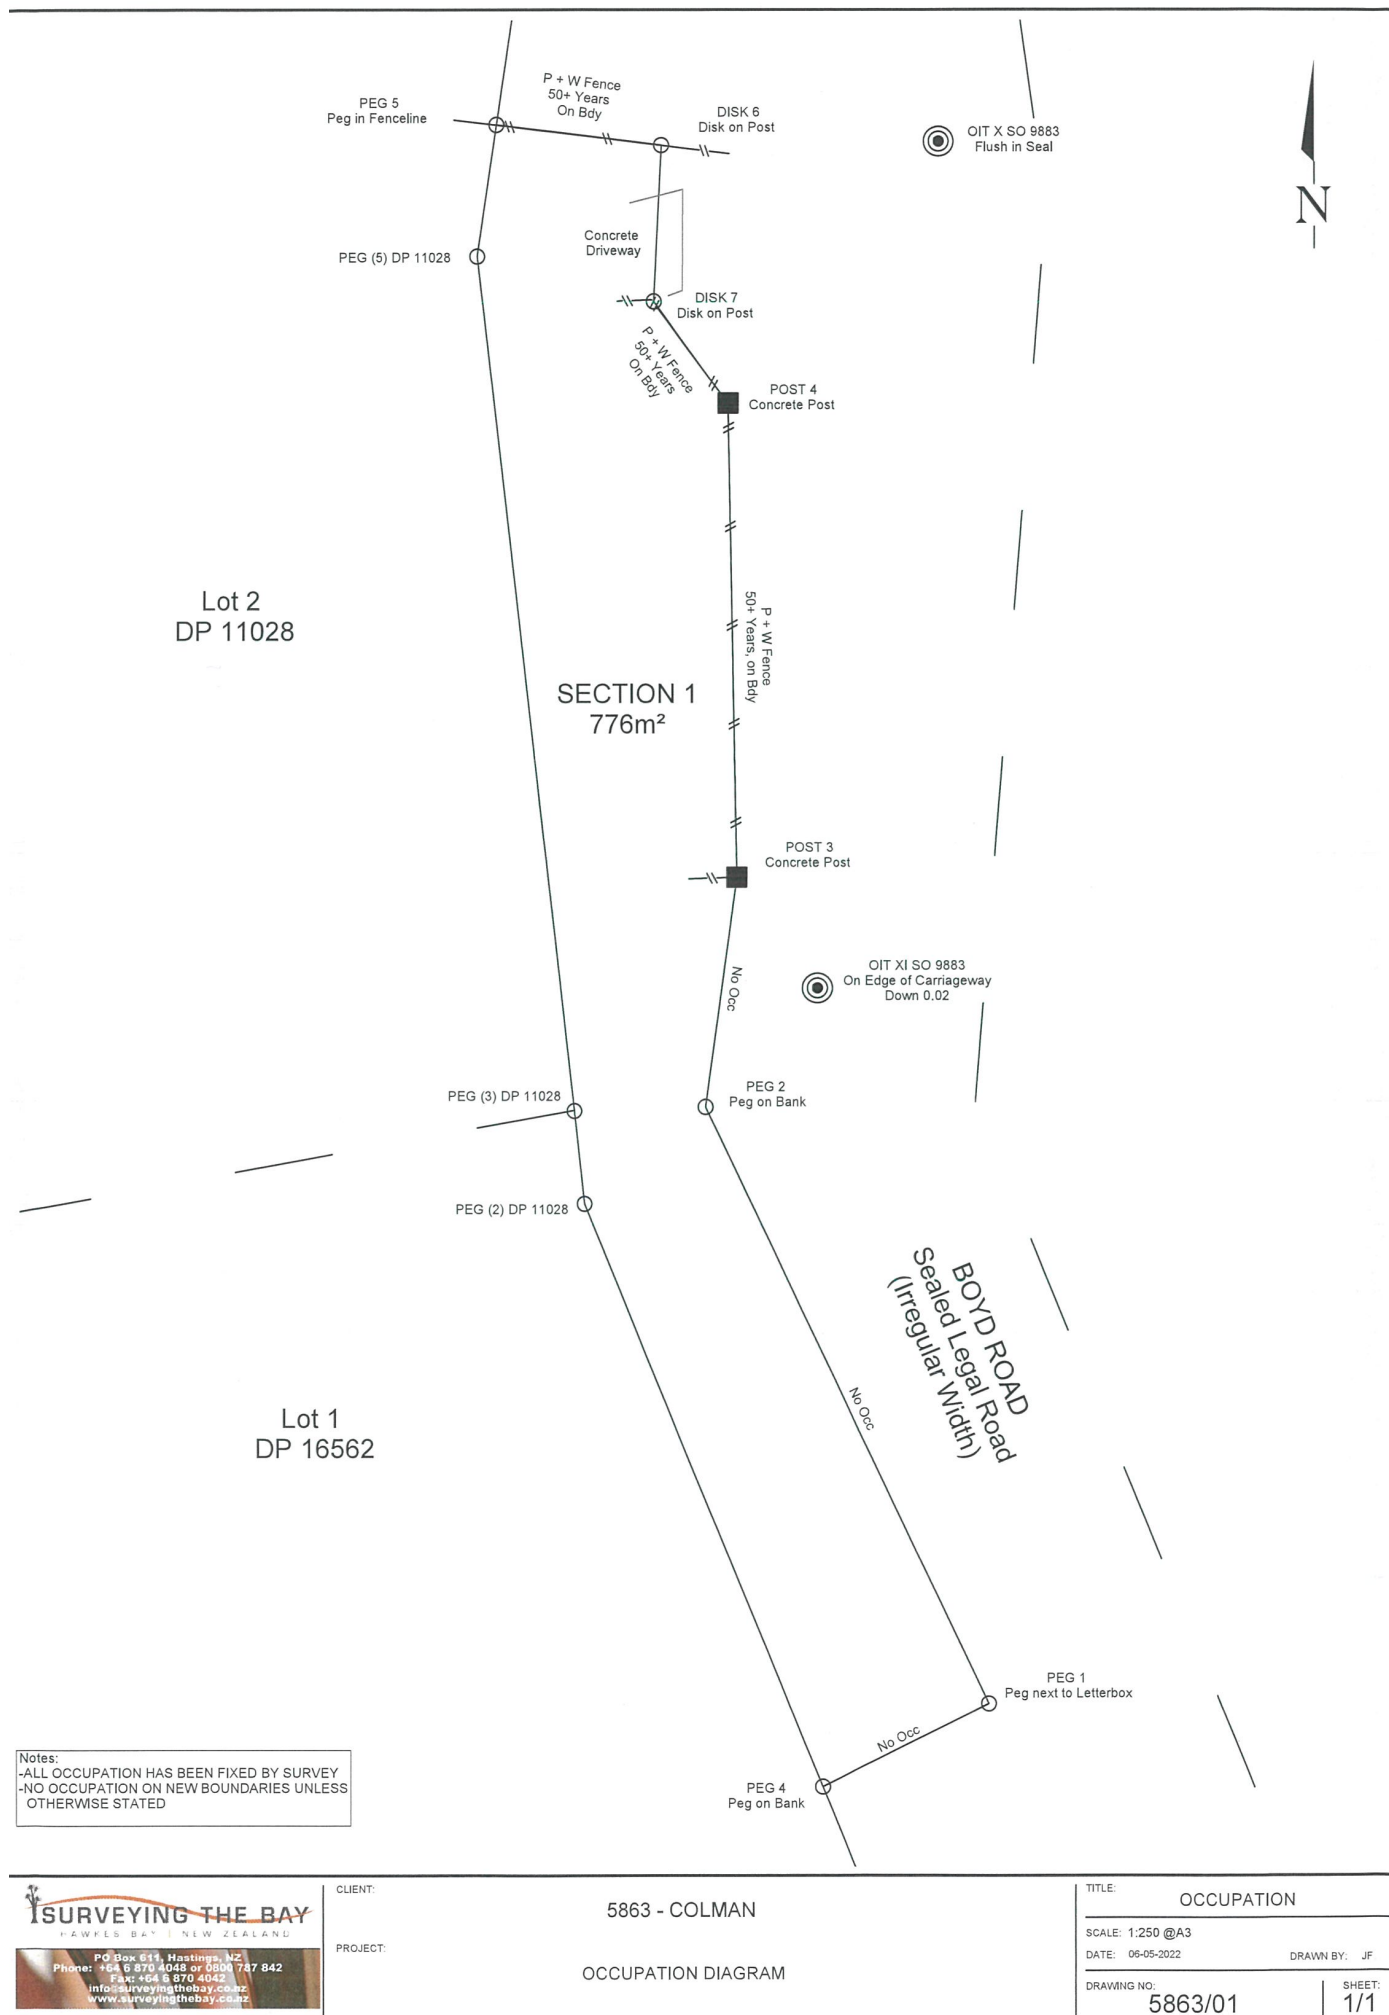 P + W Fence
50+ Years
On Bdy
PEG 5
Peg in Fenceline
DISK 6
Disk on Post
OIT X SO 9883
Flush in Seal
N
Concrete
Driveway
PEG (5) DP 11028
DISK 7
Disk on Post
P + W Fence
50+ Years
On Bdy
POST 4
Concrete Post
Lot 2
DP 11028
P + W Fence
50+ Years, on Bdy
SECTION 1
776m²
POST 3
Concrete Post
No Occ
OIT XI SO 9883
On Edge of Carriageway
Down 0.02
PEG (3) DP 11028
PEG 2
Peg on Bank
PEG (2) DP 11028
BOYD ROAD
Sealed Legal Road
(Irregular Width)
No Occ
Lot 1
DP 16562
PEG 1
Peg next to Letterbox
No Occ
PEG 4
Peg on Bank
Notes:
-ALL OCCUPATION HAS BEEN FIXED BY SURVEY
-NO OCCUPATION ON NEW BOUNDARIES UNLESS
OTHERWISE STATED
SURVEYING THE BAY
HAWKES BAY | NEW ZEALAND
PO Box 611, Hastings, NZ
Phone: +64 6 870 4048 or 0800 787 842
Fax: +64 6 870 4042
info@surveyingthebay.co.nz
www.surveyingthebay.co.nz
CLIENT:
5863 - COLMAN
PROJECT:
OCCUPATION DIAGRAM
TITLE:
OCCUPATION
SCALE: 1:250 @A3
DATE: 06-05-2022
DRAWN BY: JF
DRAWING NO:
5863/01
SHEET:
1/1